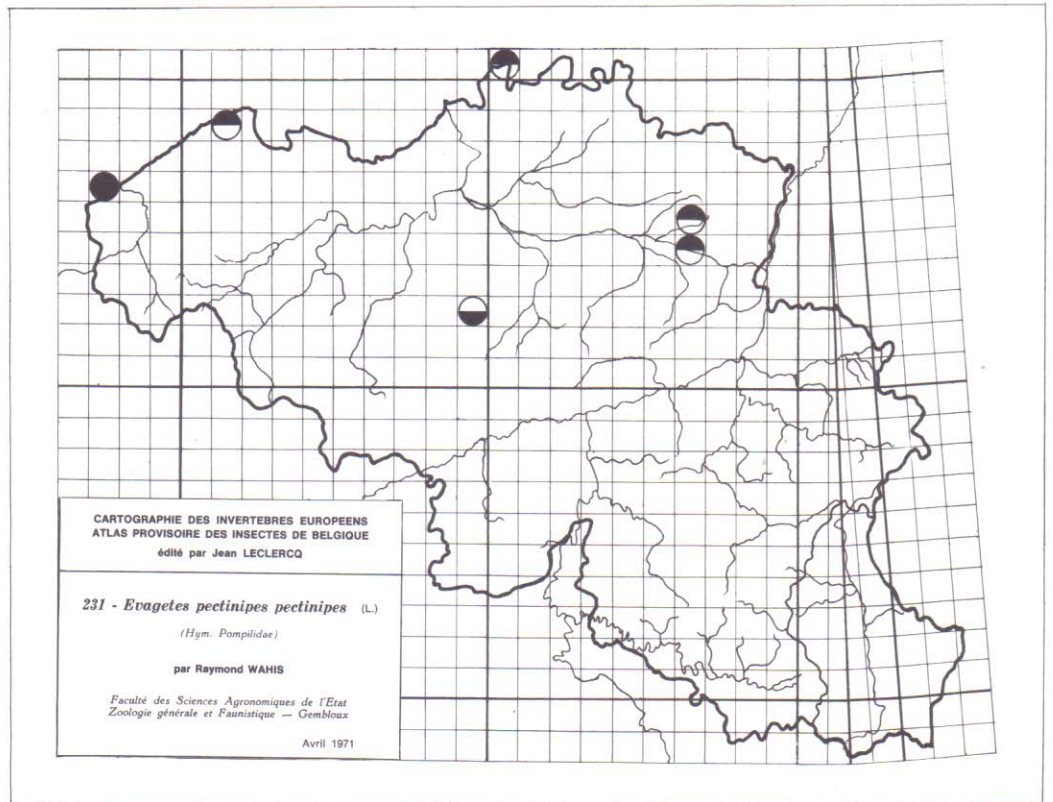 CARTOGRAPHIE DES INVERTEBRES EUROPEENS
ATLAS PROVISOIRE DES INSECTES DE BELGIQUE
édité par Jean LECLERCQ
231 - Evagetes pectinipes pectinipes (L.)
(Hym. Pompilidae)
par Raymond WAHIS
Faculté des Sciences Agronomiques de l'Etat
Zoologie générale et Faunistique — Gembloux
Avril 1971